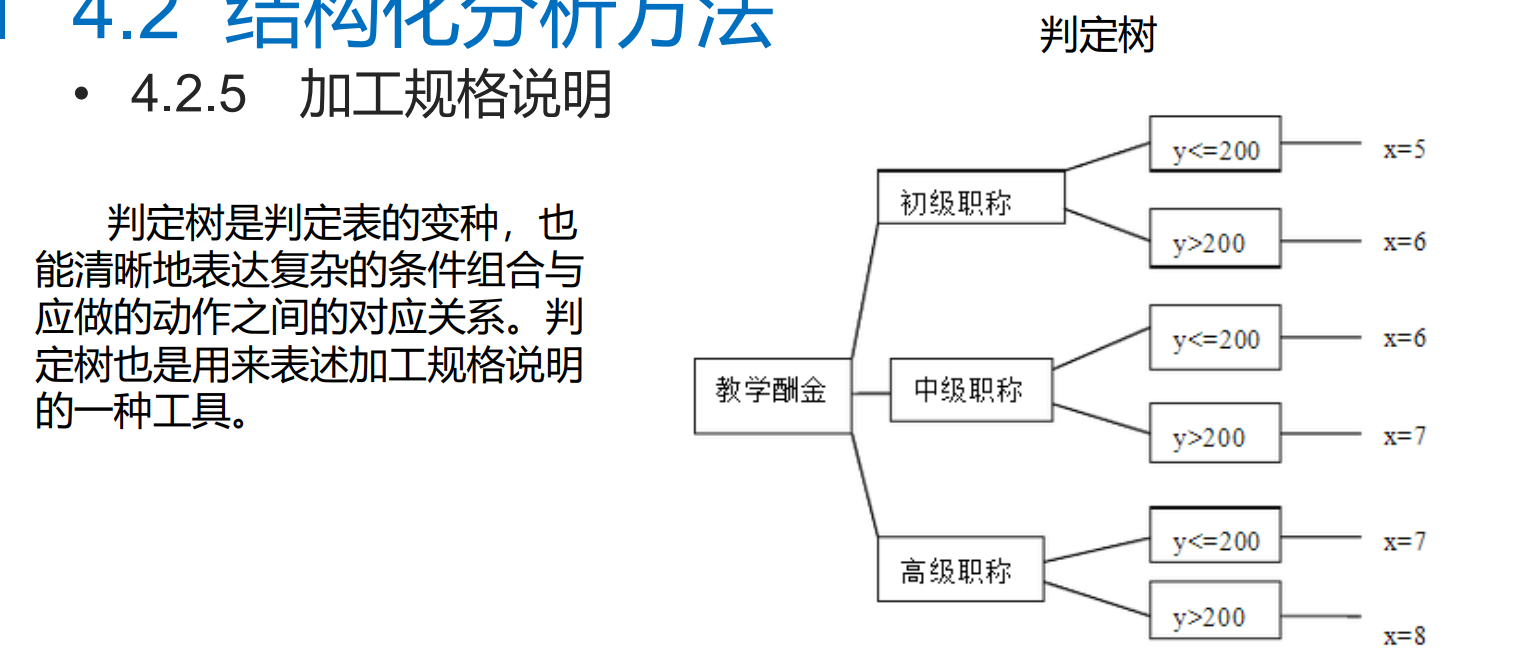 4.2 结构化分析方法
判定树
• 4.2.5 加工规格说明
判定树是判定表的变种，也
能清晰地表达复杂的条件组合与
应做的动作之间的对应关系。判
定树也是用来表述加工规格说明
的一种工具。
教学酬金
初级职称
y<=200
x=5
y>200
x=6
中级职称
y<=200
x=6
y>200
x=7
高级职称
y<=200
x=7
y>200
x=8